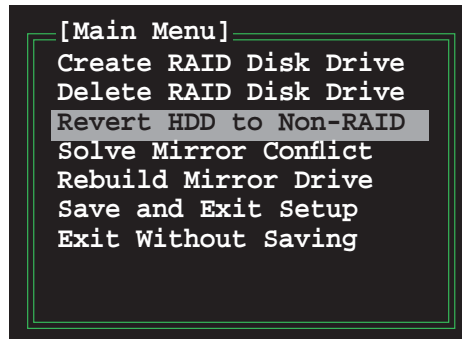 [Main Menu]
Create RAID Disk Drive
Delete RAID Disk Drive
Revert HDD to Non-RAID
Solve Mirror Conflict
Rebuild Mirror Drive
Save and Exit Setup
Exit Without Saving